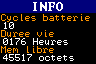 INFO
Cycles batterie
10
Duree vie
0176 Heures
Mem libre
45517 octets